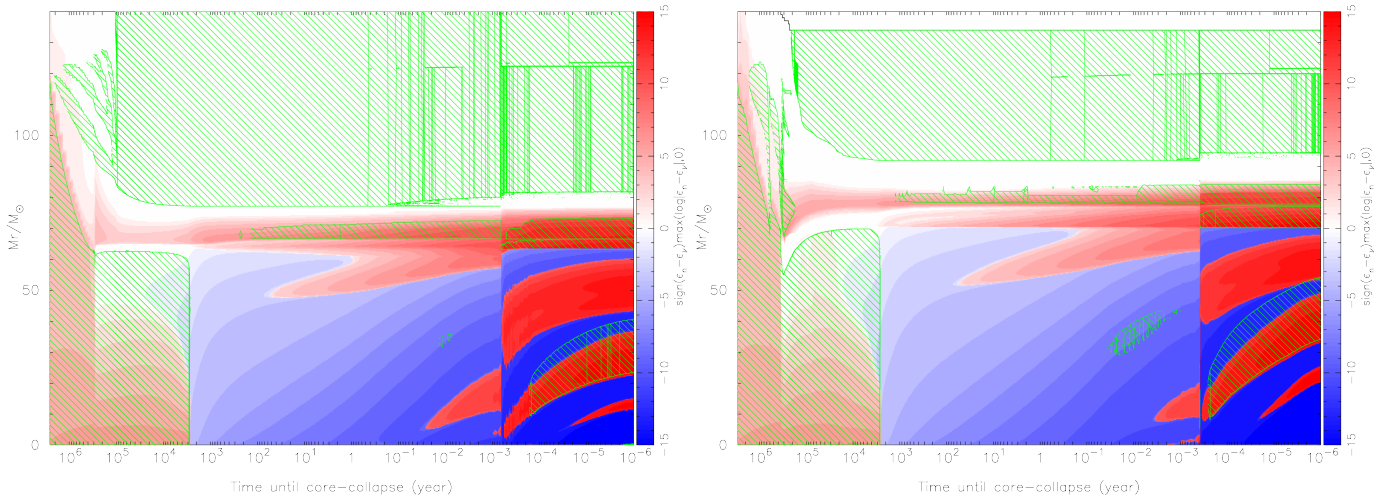 Mr/M⊙
100
50
0
10⁶ 10⁵ 10⁴ 10³ 10² 10¹ 1 10⁻¹ 10⁻² 10⁻³ 10⁻⁴ 10⁻⁵ 10⁻⁶
Time until core-collapse (year)
15
10
5
0
-5
-10
-15
sign(εₙ-εᵥ)max(log|εₙ-εᵥ|,0)
Mr/M⊙
100
50
0
10⁶ 10⁵ 10⁴ 10³ 10² 10¹ 1 10⁻¹ 10⁻² 10⁻³ 10⁻⁴ 10⁻⁵ 10⁻⁶
Time until core-collapse (year)
15
10
5
0
-5
-10
-15
sign(εₙ-εᵥ)max(log|εₙ-εᵥ|,0)